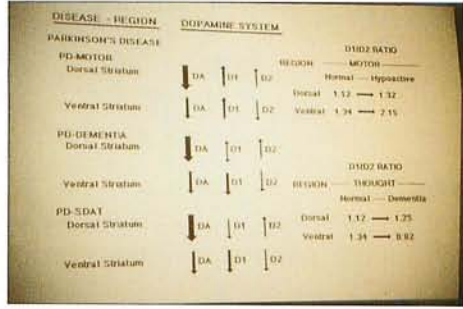 DISEASE - REGION DOPAMINE SYSTEM
PARKINSON'S DISEASE
D1/D2 RATIO
PD-MOTOR REGION MOTOR
Dorsal Striatum DA D1 D2 Normal Hypoactive
Dorsal 1.12 → 1.32
Ventral Striatum DA D1 D2 Ventral 1.34 → 2.15
PD-DEMENTIA
Dorsal Striatum DA D1 D2
D1/D2 RATIO
Ventral Striatum DA D1 D2 REGION THOUGHT
Normal Dementia
PD-SDAT
Dorsal Striatum DA D1 D2 Dorsal 1.12 → 1.25
Ventral 1.34 → 0.92
Ventral Striatum DA D1 D2